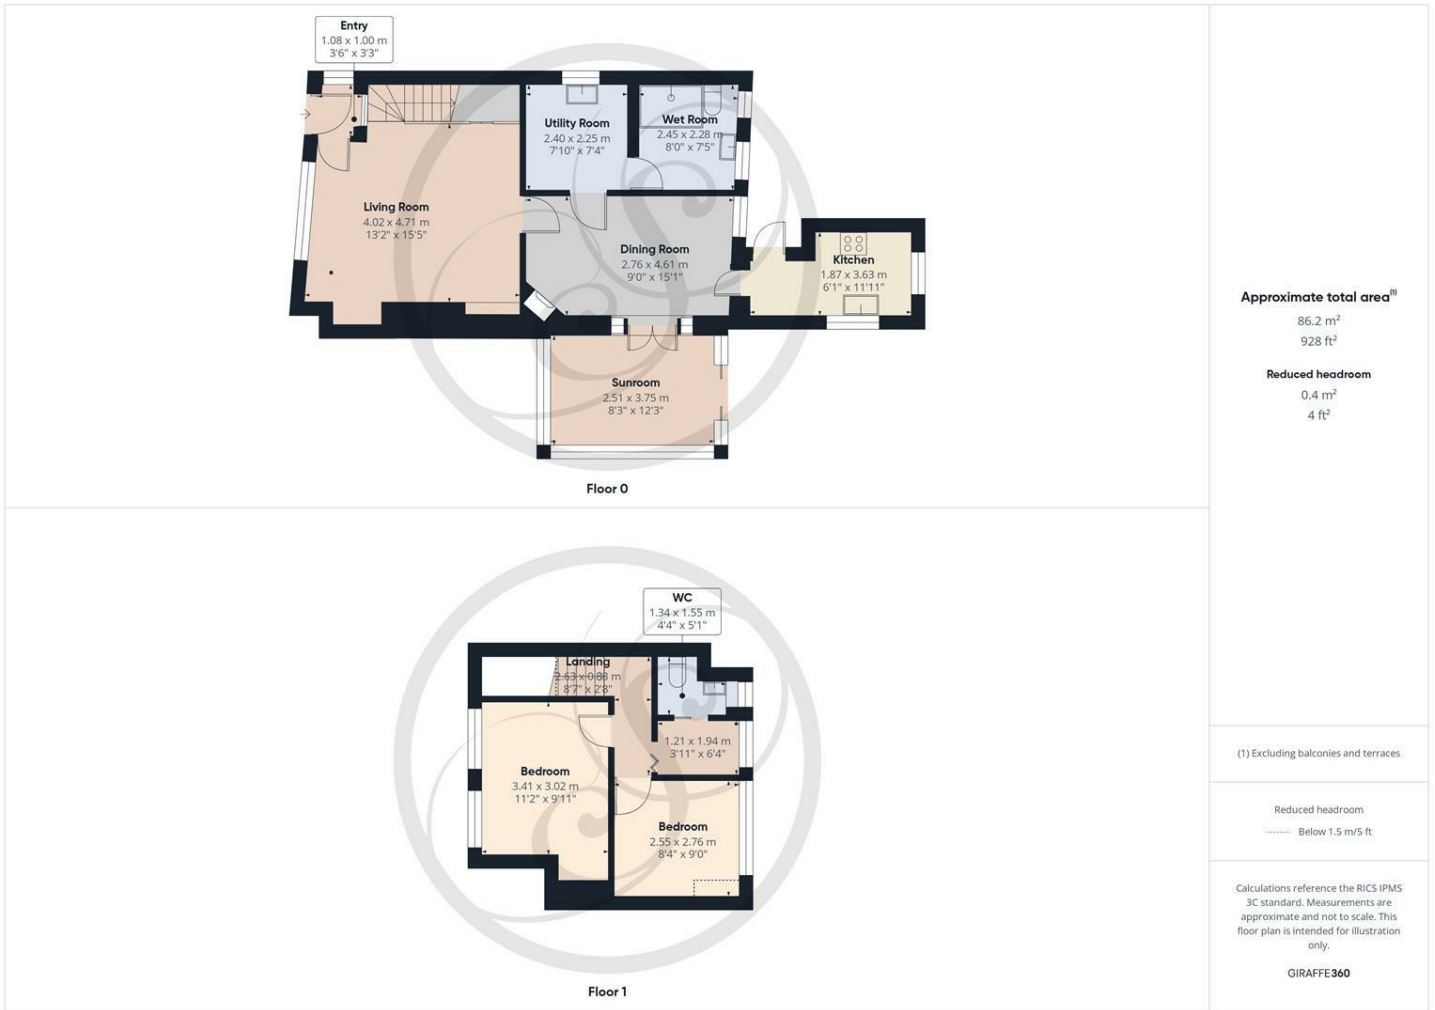 Entry
1.08 x 1.00 m
3'6" x 3'3"
Utility Room
2.40 x 2.25 m
7'10" x 7'4"
Wet Room
2.45 x 2.28 m
8'0" x 7'5"
Living Room
4.02 x 4.71 m
13'2" x 15'5"
Dining Room
2.76 x 4.61 m
9'0" x 15'1"
Kitchen
1.87 x 3.63 m
6'1" x 11'11"
Sunroom
2.51 x 3.75 m
8'3" x 12'3"
Floor 0
WC
1.34 x 1.55 m
4'4" x 5'1"
Landing
2.63 x 0.83 m
8'7" x 2'8"
1.21 x 1.94 m
3'11" x 6'4"
Bedroom
3.41 x 3.02 m
11'2" x 9'11"
Bedroom
2.55 x 2.76 m
8'4" x 9'0"
Floor 1
Approximate total area(1)
86.2 m²
928 ft²
Reduced headroom
0.4 m²
4 ft²
(1) Excluding balconies and terraces
Reduced headroom
Below 1.5 m/5 ft
Calculations reference the RICS IPMS
3C standard. Measurements are
approximate and not to scale. This
floor plan is intended for illustration
only.
GIRAFFE360